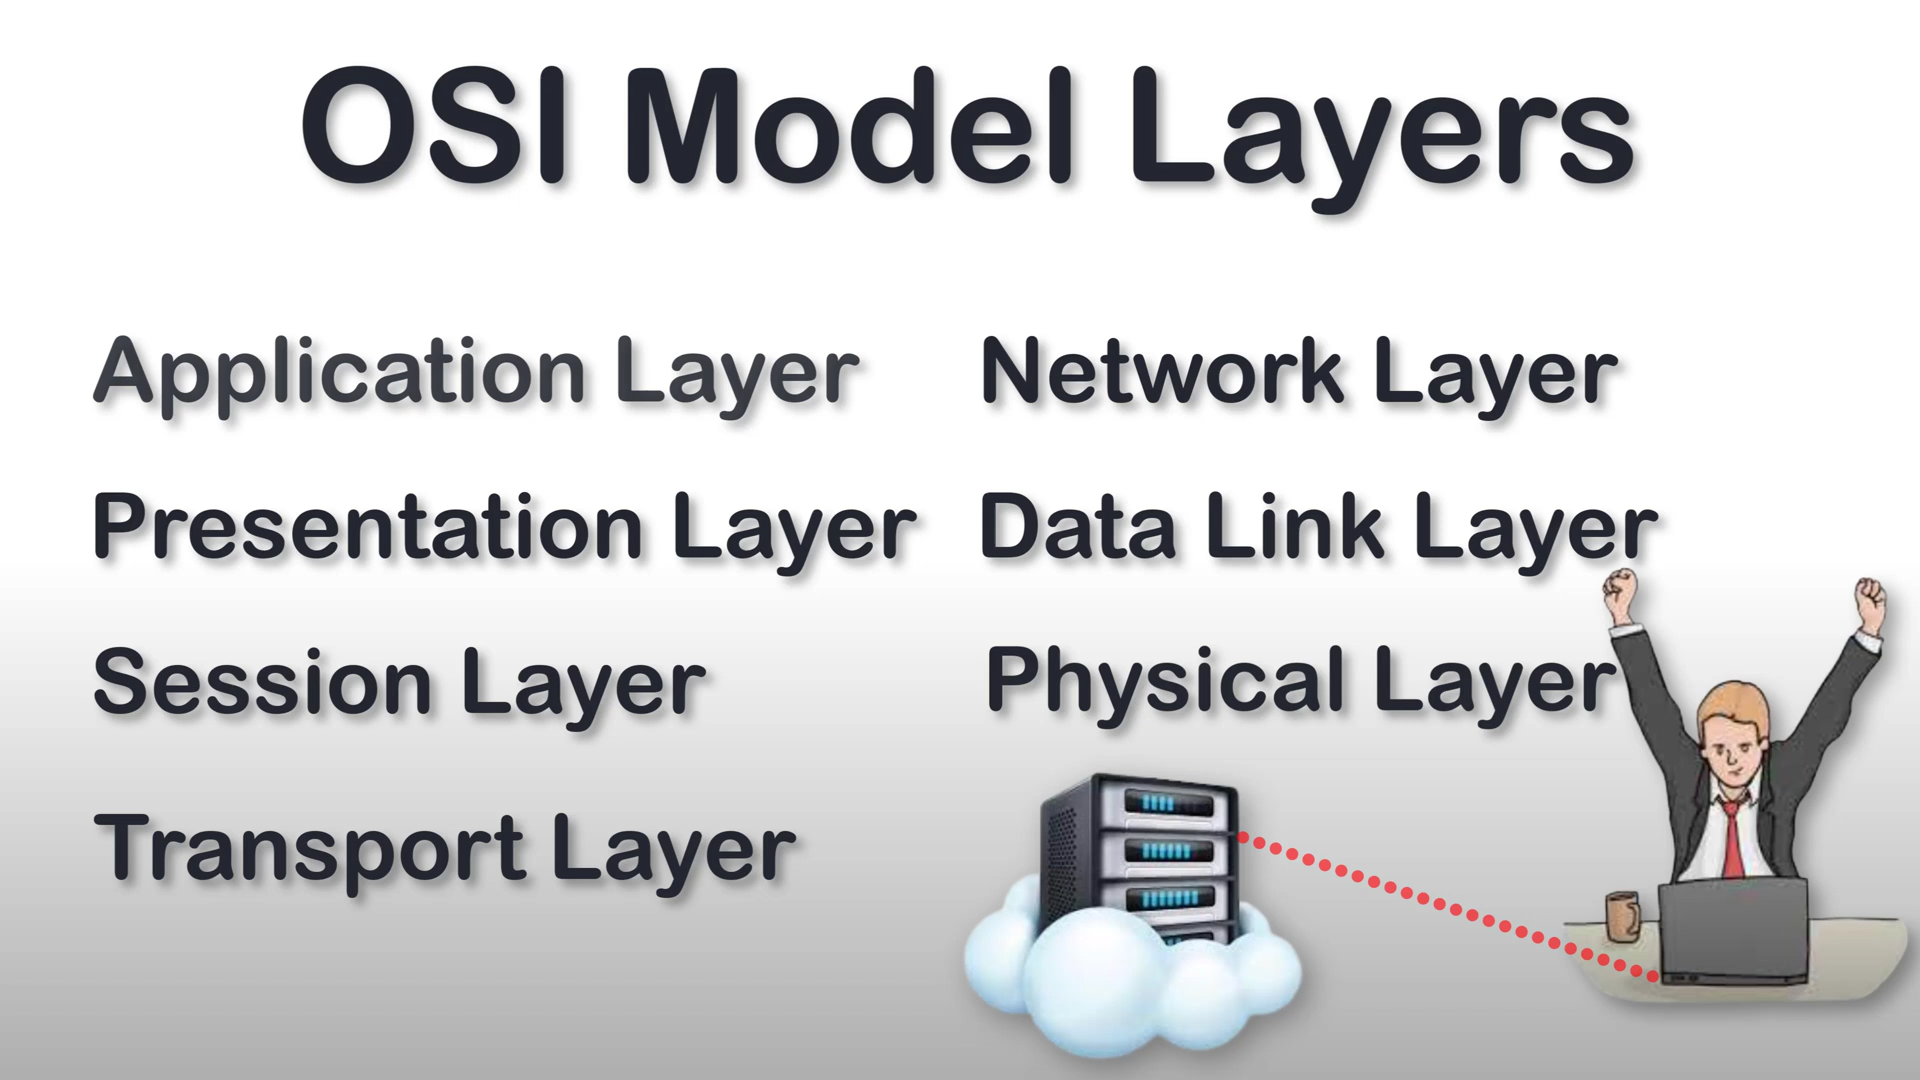 OSI Model Layers
Application Layer
Presentation Layer
Session Layer
Transport Layer
Network Layer
Data Link Layer
Physical Layer